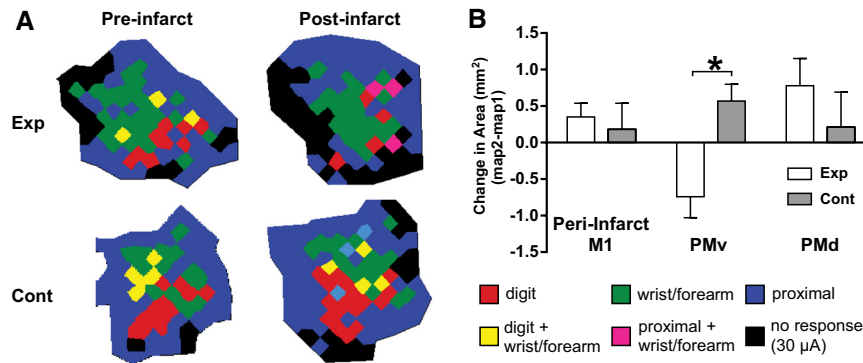 A
Pre-infarct
Post-infarct
Exp
Cont
B
Change in Area (mm²)
(map2-map1)
1.5
1.0
0.5
0.0
-0.5
-1.0
-1.5
*
Peri-Infarct
M1
PMv
PMd
Exp
Cont
digit
wrist/forearm
proximal
digit +
wrist/forearm
proximal +
wrist/forearm
no response
(30 µA)